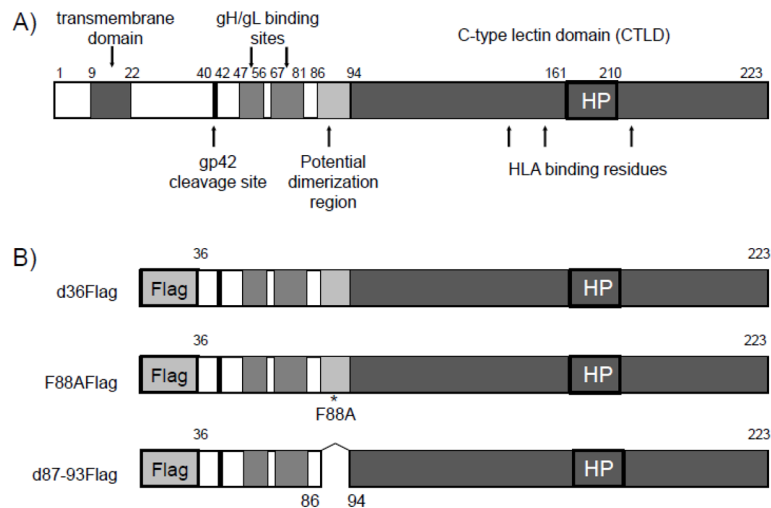 A)
transmembrane
domain
gH/gL binding
sites
C-type lectin domain (CTLD)
1 9 22 40 42 47 56 67 81 86 94 161 210 223
HP
gp42
cleavage site
Potential
dimerization
region
HLA binding residues
B)
36 223
d36Flag Flag HP
36 223
F88AFlag Flag HP
*
F88A
36 223
d87-93Flag Flag HP
86 94